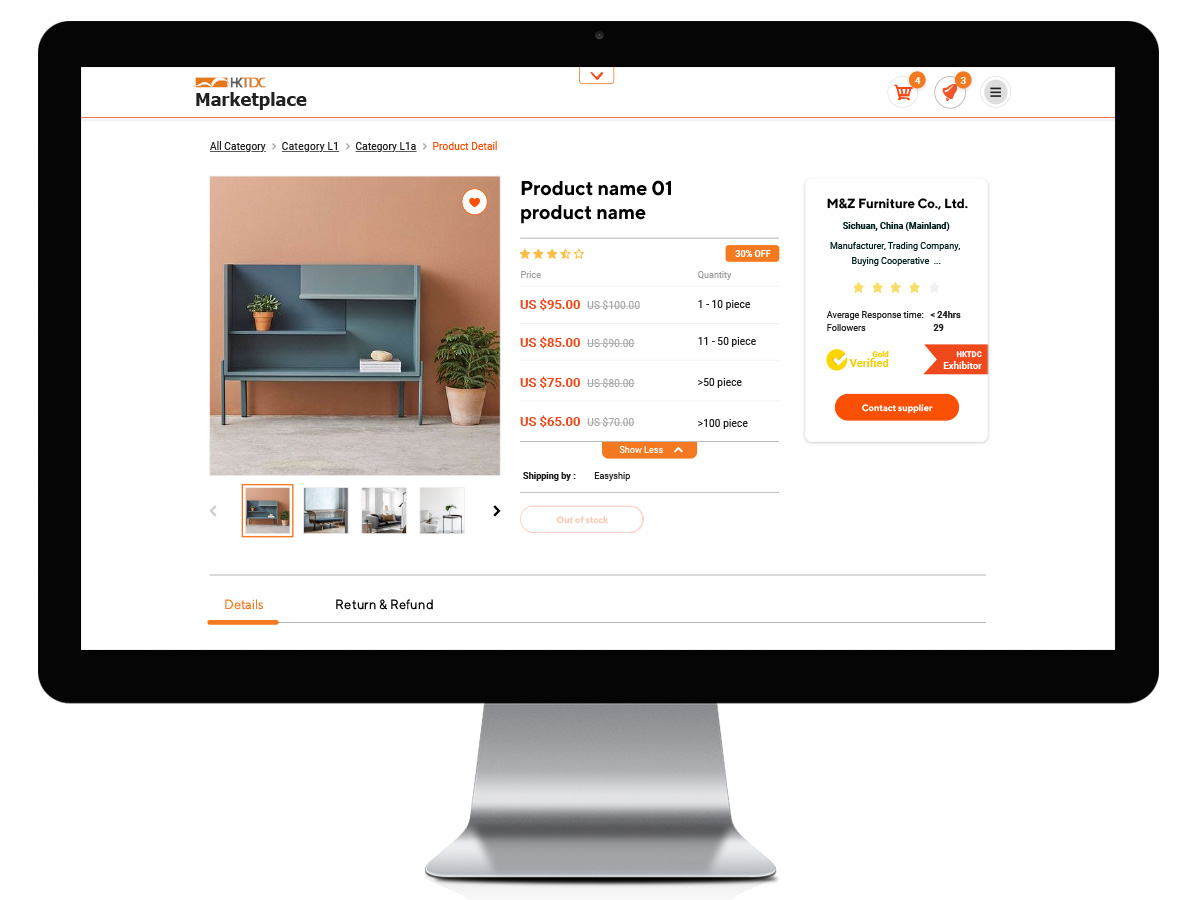 HKTDC
Marketplace
4
3
All Category > Category L1 > Category L1a > Product Detail
Product name 01
product name
30% OFF
Price Quantity
US $95.00 US $100.00 1 - 10 piece
US $85.00 US $90.00 11 - 50 piece
US $75.00 US $80.00 >50 piece
US $65.00 US $70.00 >100 piece
Show Less
Shipping by : Easyship
Out of stock
M&Z Furniture Co., Ltd.
Sichuan, China (Mainland)
Manufacturer, Trading Company,
Buying Cooperative ...
Average Response time: < 24hrs
Followers 29
Gold
Verified
HKTDC
Exhibitor
Contact supplier
Details Return & Refund